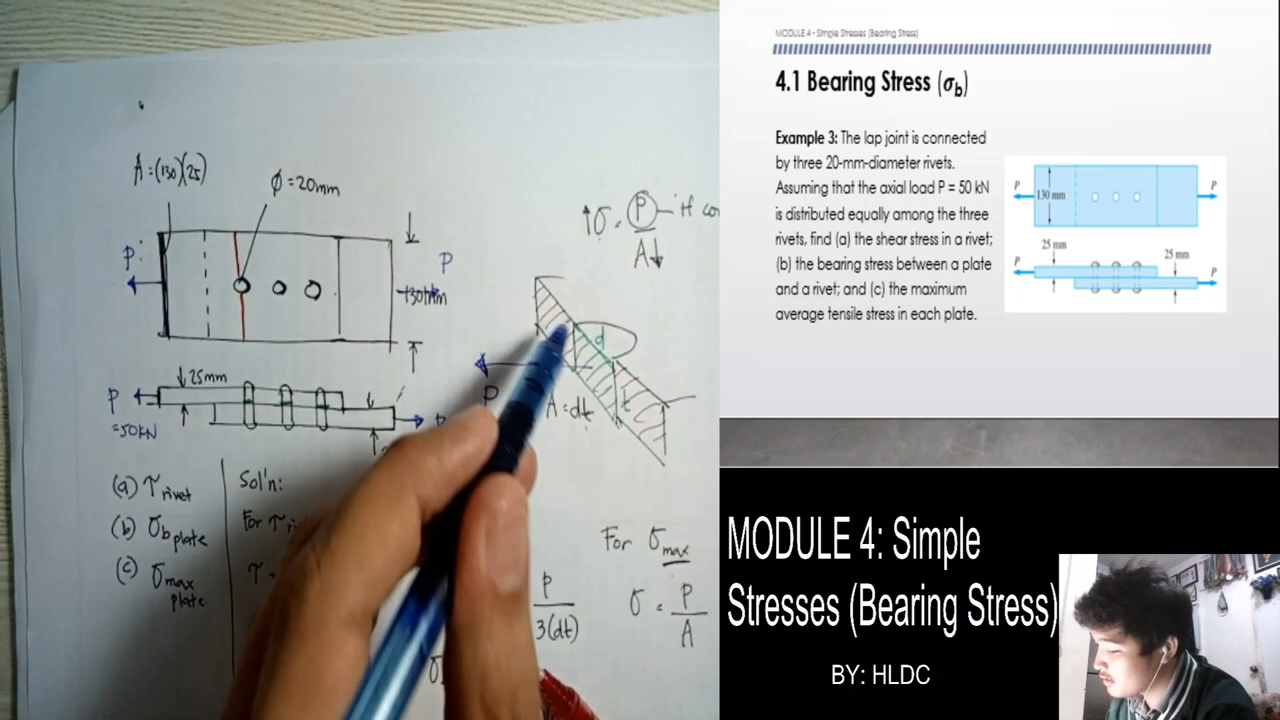 A = (130)(25)
Ø = 20mm
P
P
130mm
25mm
P
= 50kN
(a) τ rivet
(b) σb plate
(c) σmax plate
Sol'n:
For τ
τ =
↑σ = P/A↓ - if
d
t
P
A = dt
P
3(dt)
For σmax
σ = P/A
MODULE 4 - Simple Stresses (Bearing Stress)
4.1 Bearing Stress (σb)
Example 3: The lap joint is connected
by three 20-mm-diameter rivets.
Assuming that the axial load P = 50 kN
is distributed equally among the three
rivets, find (a) the shear stress in a rivet;
(b) the bearing stress between a plate
and a rivet; and (c) the maximum
average tensile stress in each plate.
P
130 mm
P
25 mm
25 mm
P
P
MODULE 4: Simple
Stresses (Bearing Stress)
BY: HLDC